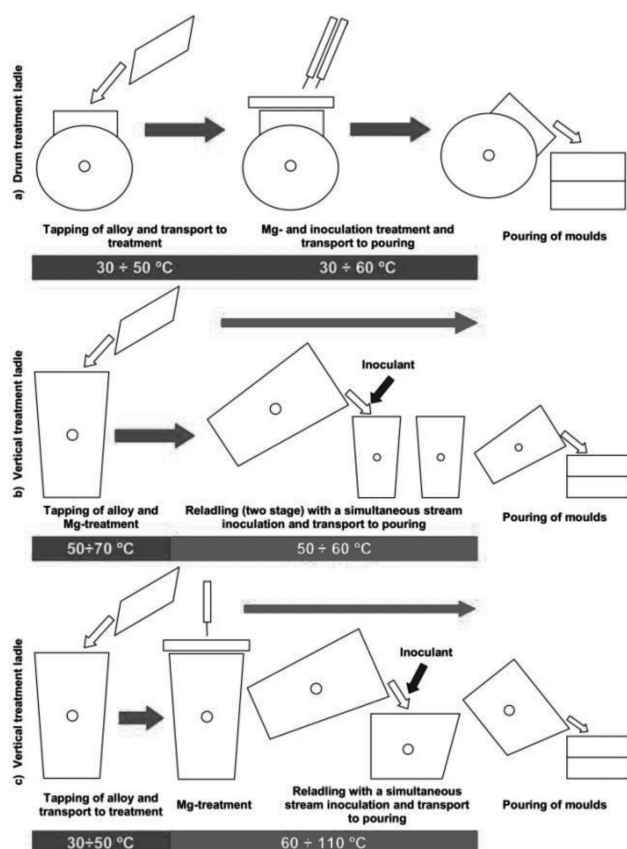 a) Drum treatment ladle
Tapping of alloy and transport to
treatment
Mg- and inoculation treatment and
transport to pouring
Pouring of moulds
30 ÷ 50 °C
30 ÷ 60 °C
b) Vertical treatment ladle
Inoculant
Tapping of alloy and
Mg-treatment
Reladling (two stage) with a simultaneous stream
inoculation and transport to pouring
Pouring of moulds
50÷70 °C
50 ÷ 60 °C
c) Vertical treatment ladle
Inoculant
Tapping of alloy and
transport to treatment
Mg-treatment
Reladling with a simultaneous
stream inoculation and transport
to pouring
Pouring of moulds
30÷50 °C
60 ÷ 110 °C